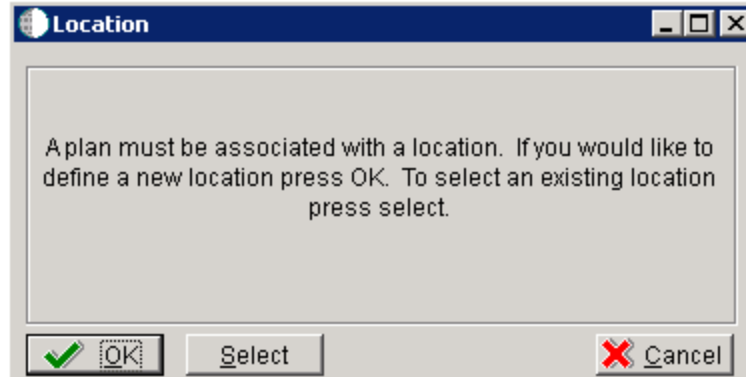 Location
A plan must be associated with a location. If you would like to
define a new location press OK. To select an existing location
press select.
OK Select Cancel